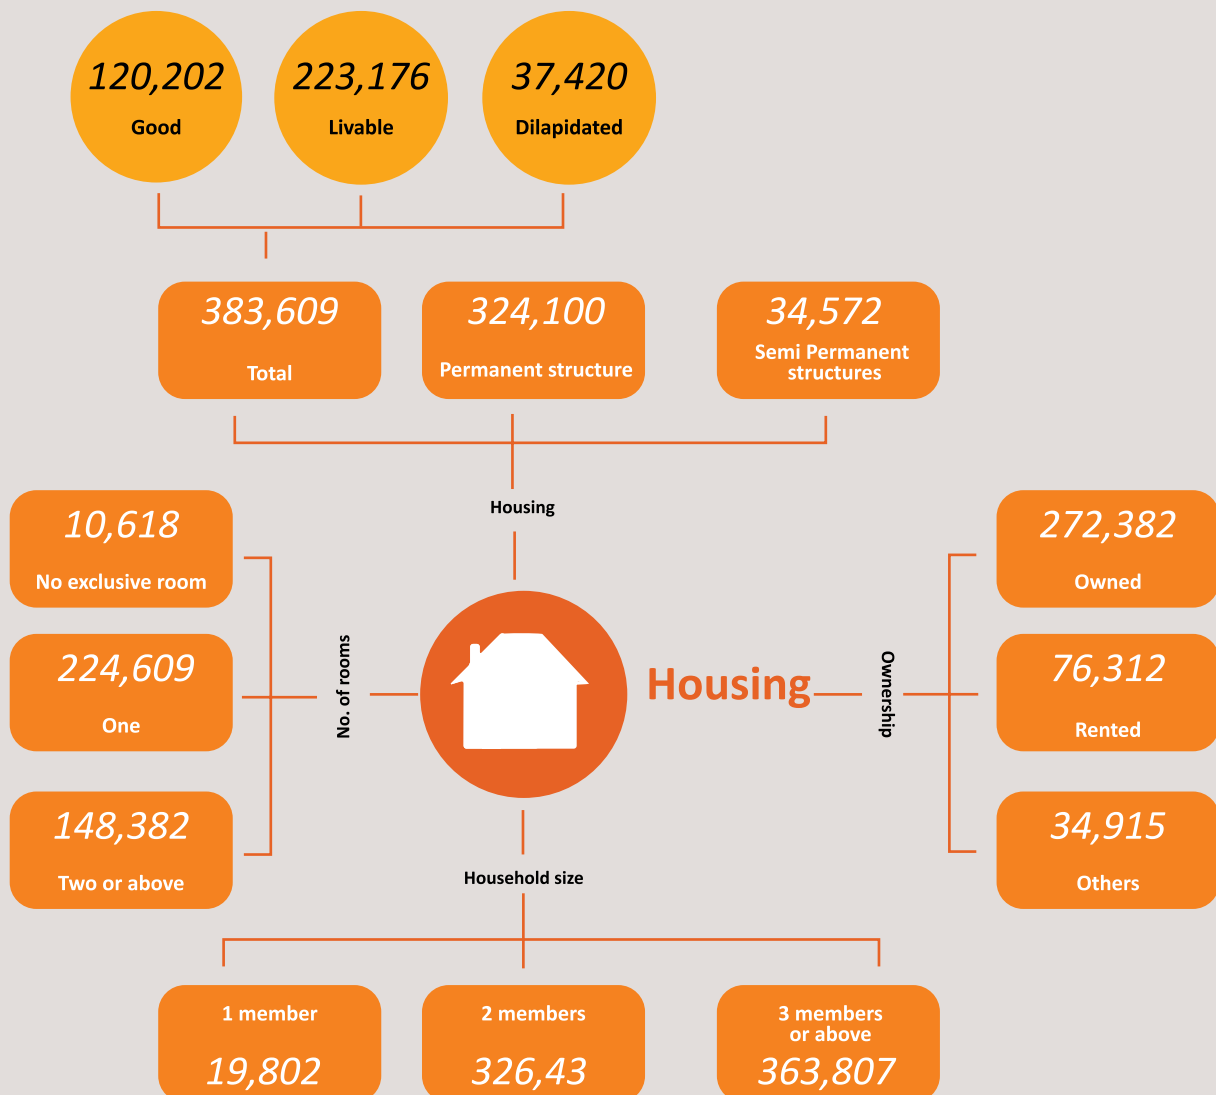 120,202
Good
223,176
Livable
37,420
Dilapidated
383,609
Total
324,100
Permanent structure
34,572
Semi Permanent
structures
Housing
10,618
No exclusive room
224,609
One
148,382
Two or above
No. of rooms
Housing
Ownership
272,382
Owned
76,312
Rented
34,915
Others
Household size
1 member
19,802
2 members
326,43
3 members
or above
363,807